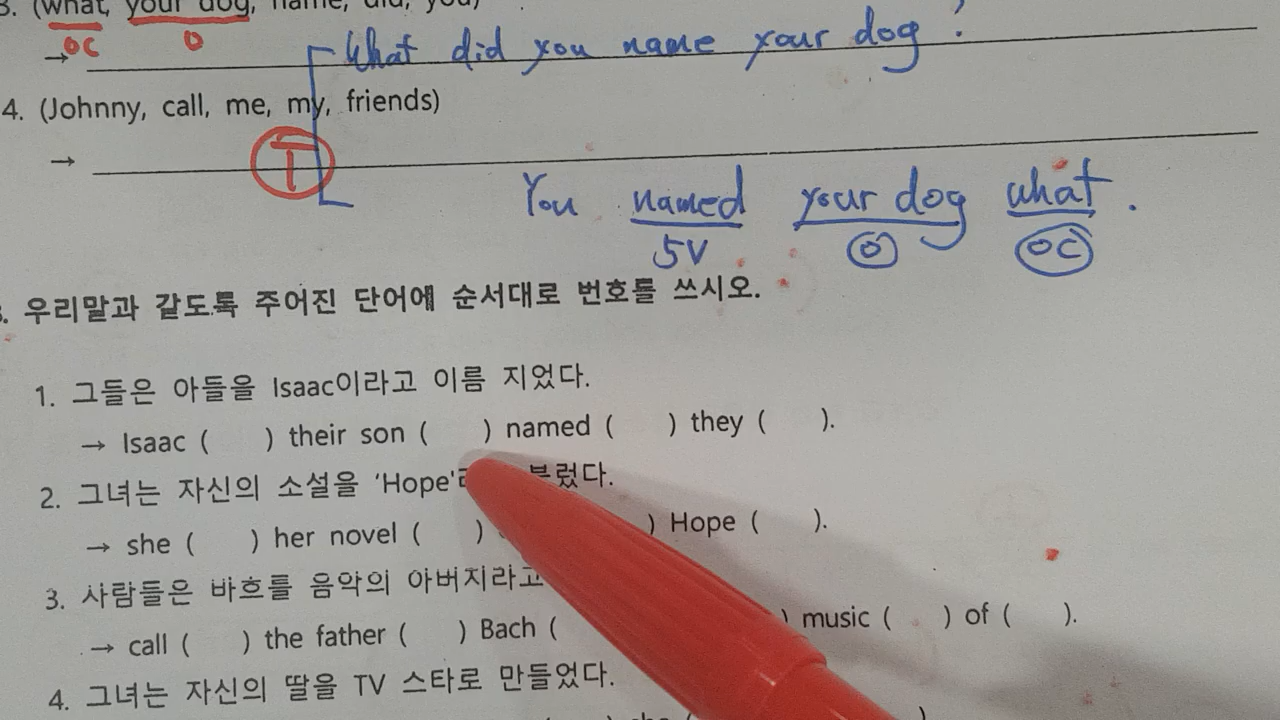 3. (what, your dog, name, did, you)
OC O
→ What did you name your dog ?
4. (Johnny, call, me, my, friends)
→
T
You named your dog what .
5V O OC
. 우리말과 같도록 주어진 단어에 순서대로 번호를 쓰시오.
1. 그들은 아들을 Isaac이라고 이름 지었다.
→ Isaac ( ) their son ( ) named ( ) they ( ).
2. 그녀는 자신의 소설을 'Hope' 불렀다.
→ she ( ) her novel ( ) ) Hope ( ).
3. 사람들은 바흐를 음악의 아버지라고
→ call ( ) the father ( ) Bach ( ) music ( ) of ( ).
4. 그녀는 자신의 딸을 TV 스타로 만들었다.